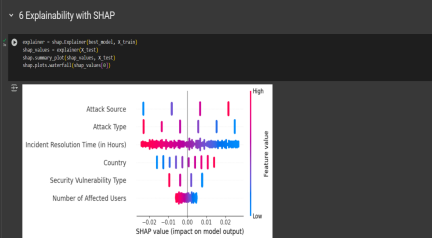 6 Explainability with SHAP
explainer = shap.Explainer(best_model, X_train)
shap_values = explainer(X_test)
shap.summary_plot(shap_values, X_test)
shap.plots.waterfall(shap_values[0])
High
Attack Source
Attack Type
Incident Resolution Time (in Hours)
Country
Security Vulnerability Type
Number of Affected Users
Feature value
Low
−0.02 −0.01 0.00 0.01 0.02
SHAP value (impact on model output)